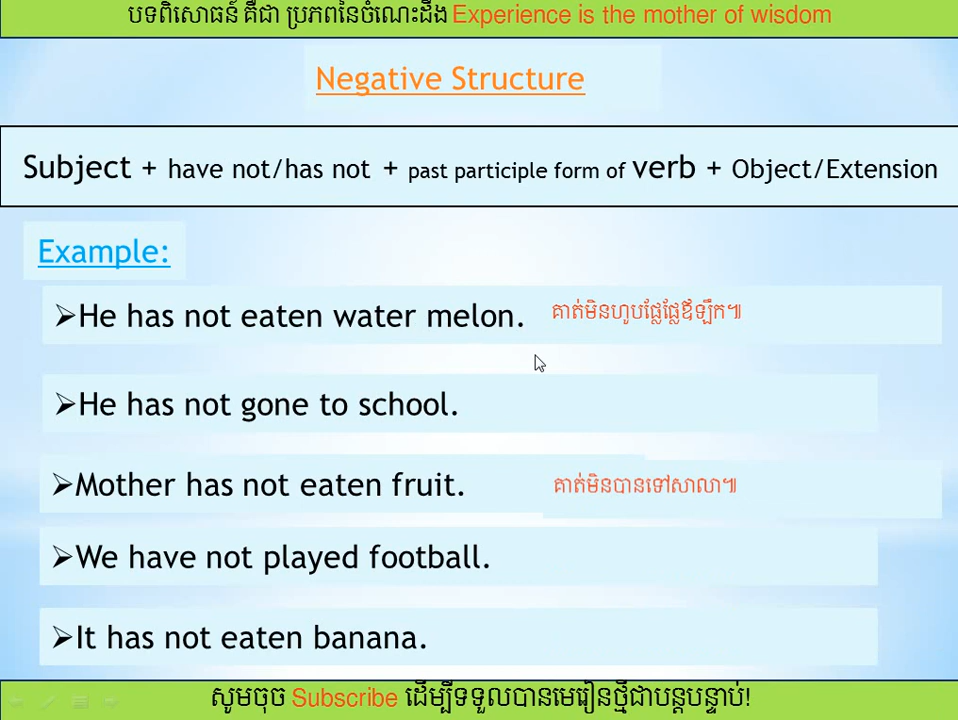 បទពិសោធន៍ គឺជា ប្រភពនៃចំណេះដឹង Experience is the mother of wisdom
Negative Structure
Subject + have not/has not + past participle form of verb + Object/Extension
Example:
➢He has not eaten water melon. គាត់មិនហូបផ្លែផ្លែឪឡឹក៕
➢He has not gone to school.
➢Mother has not eaten fruit. គាត់មិនបានទៅសាលា៕
➢We have not played football.
➢It has not eaten banana.
សូមចុច Subscribe ដើម្បីទទួលបានមេរៀនថ្មីជាបន្តបន្ទាប់!